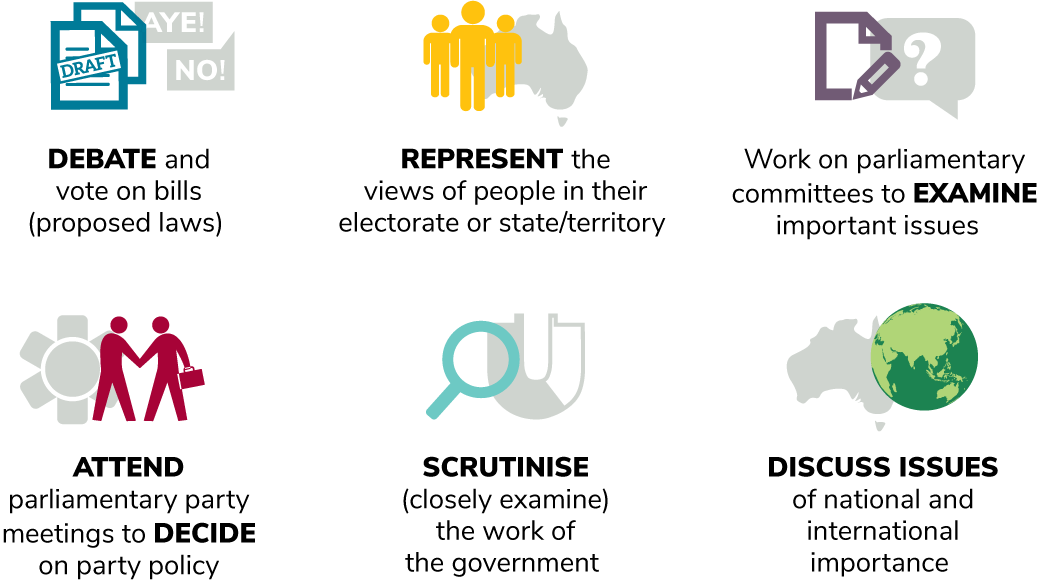 AYE!
NO!
DRAFT
DEBATE and
vote on bills
(proposed laws)
REPRESENT the
views of people in their
electorate or state/territory
?
Work on parliamentary
committees to EXAMINE
important issues
ATTEND
parliamentary party
meetings to DECIDE
on party policy
SCRUTINISE
(closely examine)
the work of
the government
DISCUSS ISSUES
of national and
international
importance